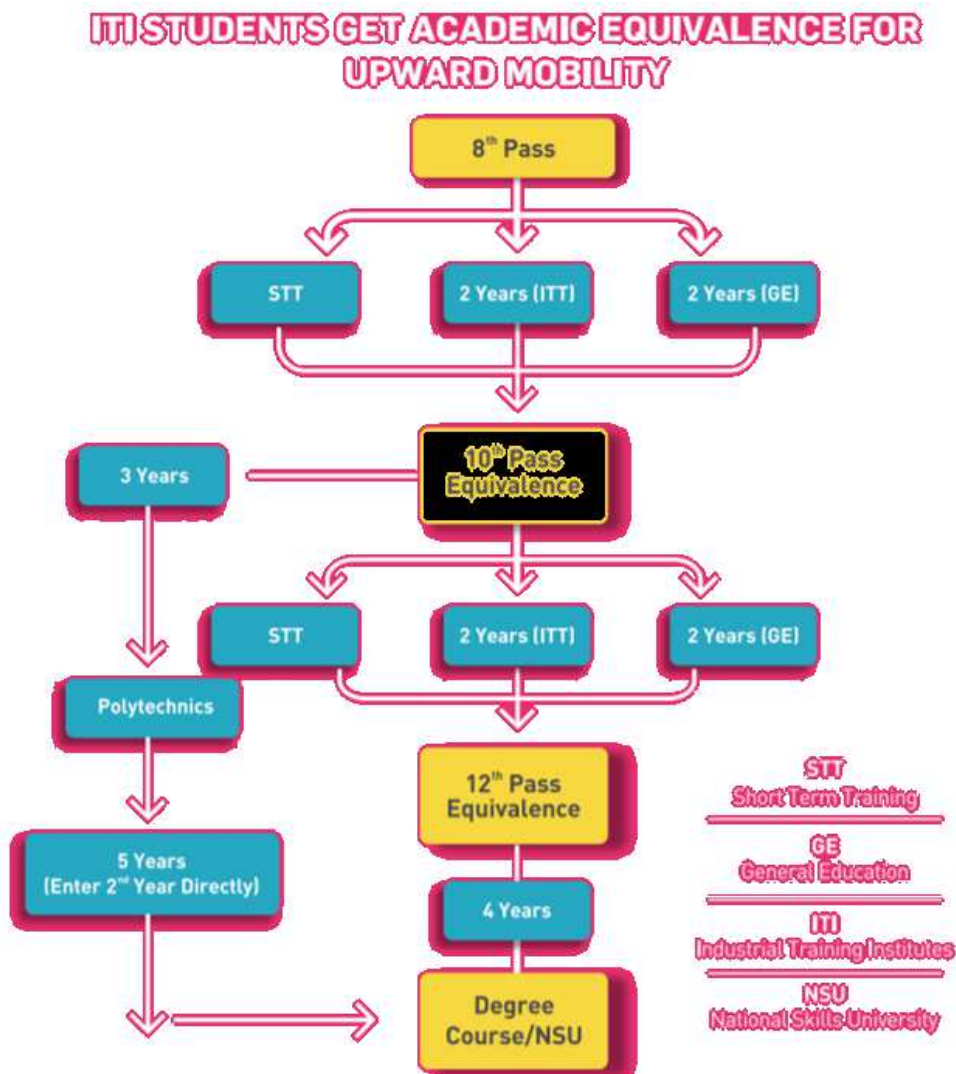 ITI STUDENTS GET ACADEMIC EQUIVALENCE FOR
UPWARD MOBILITY
8th Pass
STT
2 Years (ITT)
2 Years (GE)
10th Pass
Equivalence
3 Years
STT
2 Years (ITT)
2 Years (GE)
Polytechnics
12th Pass
Equivalence
5 Years
(Enter 2nd Year Directly)
4 Years
Degree
Course/NSU
STT
Short Term Training
GE
General Education
ITI
Industrial Training Institutes
NSU
National Skills University